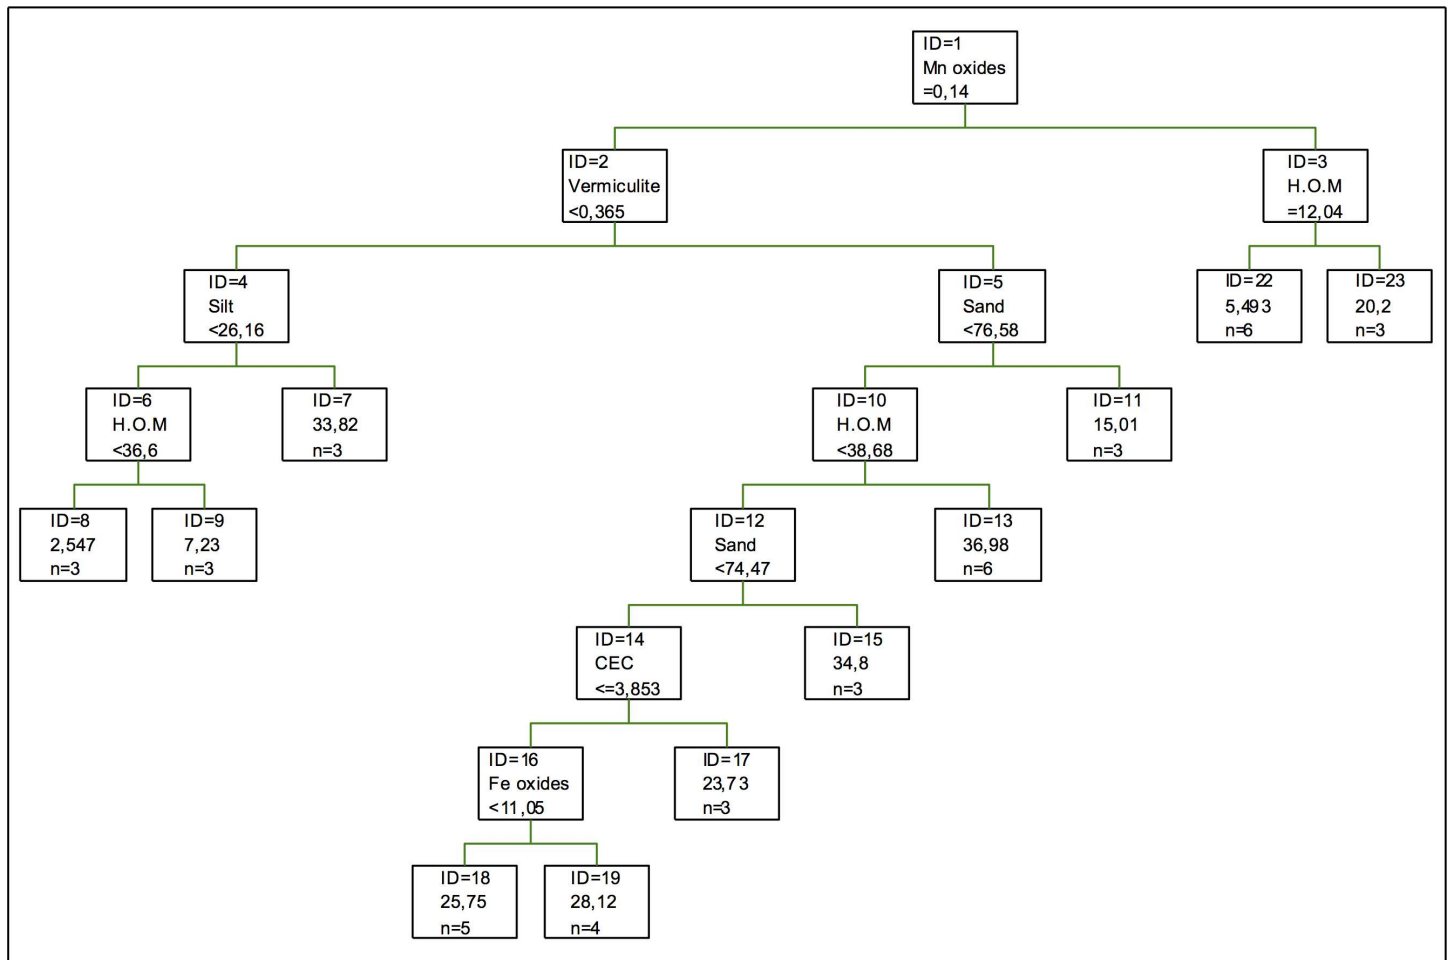 ID=1
Mn oxides
=0,14
ID=2
Vermiculite
<0,365
ID=3
H.O.M
=12,04
ID=4
Silt
<26,16
ID=5
Sand
<76,58
ID=22
5,493
n=6
ID=23
20,2
n=3
ID=6
H.O.M
<36,6
ID=7
33,82
n=3
ID=10
H.O.M
<38,68
ID=11
15,01
n=3
ID=8
2,547
n=3
ID=9
7,23
n=3
ID=12
Sand
<74,47
ID=13
36,98
n=6
ID=14
CEC
<=3,853
ID=15
34,8
n=3
ID=16
Fe oxides
<11,05
ID=17
23,73
n=3
ID=18
25,75
n=5
ID=19
28,12
n=4